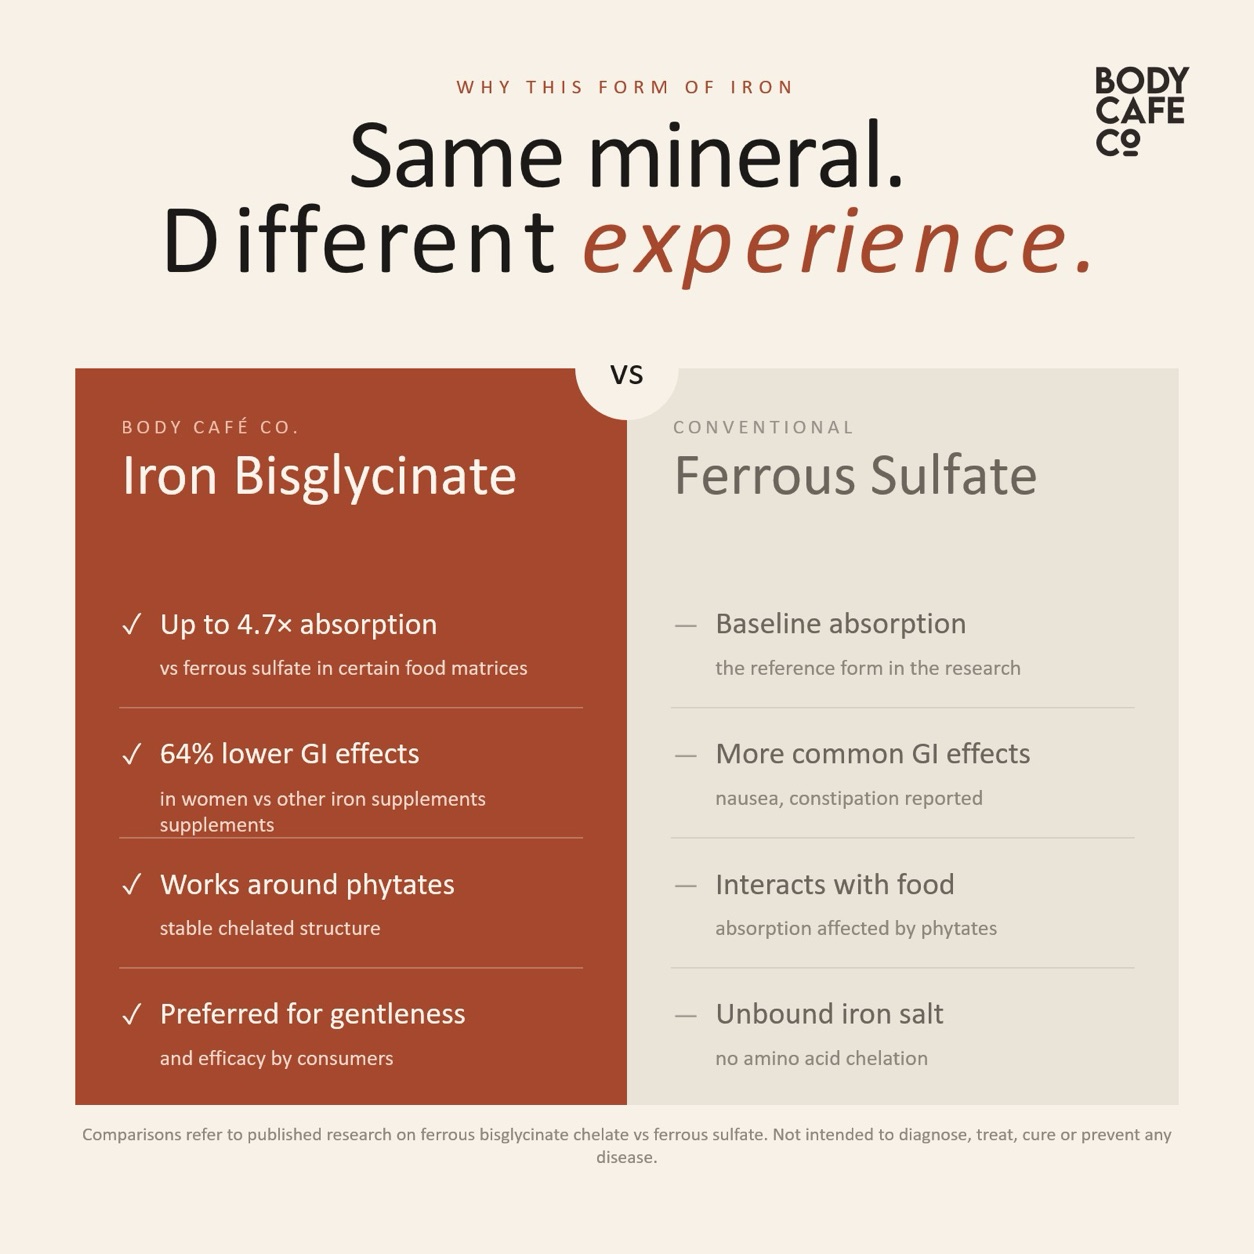 WHY THIS FORM OF IRON
BODY
CAFE
CO
Same mineral.
Different experience.
VS
BODY CAFÉ CO.
Iron Bisglycinate
✓ Up to 4.7× absorption
vs ferrous sulfate in certain food matrices
✓ 64% lower GI effects
in women vs other iron supplements
supplements
✓ Works around phytates
stable chelated structure
✓ Preferred for gentleness
and efficacy by consumers
CONVENTIONAL
Ferrous Sulfate
— Baseline absorption
the reference form in the research
— More common GI effects
nausea, constipation reported
— Interacts with food
absorption affected by phytates
— Unbound iron salt
no amino acid chelation
Comparisons refer to published research on ferrous bisglycinate chelate vs ferrous sulfate. Not intended to diagnose, treat, cure or prevent any
disease.